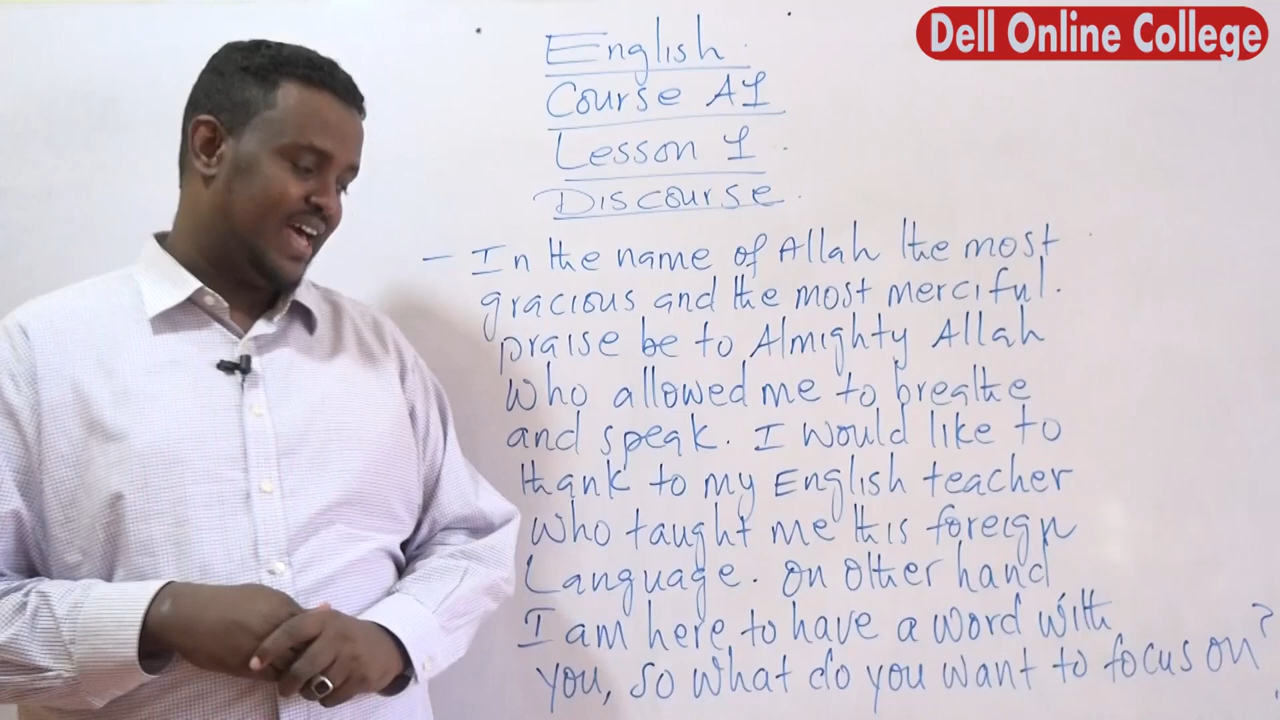 Dell Online College
English
Course A1
Lesson 1
Discourse
- In the name of Allah the most
gracious and the most merciful.
praise be to Almighty Allah
who allowed me to breathe
and speak. I would like to
thank to my English teacher
who taught me this foreign
Language. on other hand
I am here to have a word with
you, so what do you want to focus on?